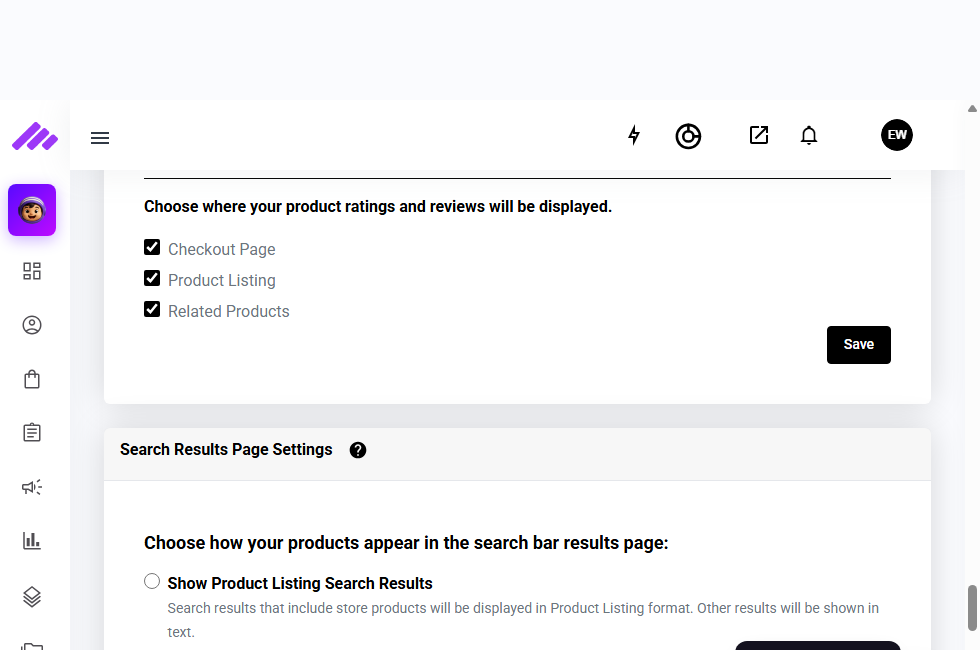 EW
Choose where your product ratings and reviews will be displayed.
Checkout Page
Product Listing
Related Products
Save
Search Results Page Settings
Choose how your products appear in the search bar results page:
Show Product Listing Search Results
Search results that include store products will be displayed in Product Listing format. Other results will be shown in
text.